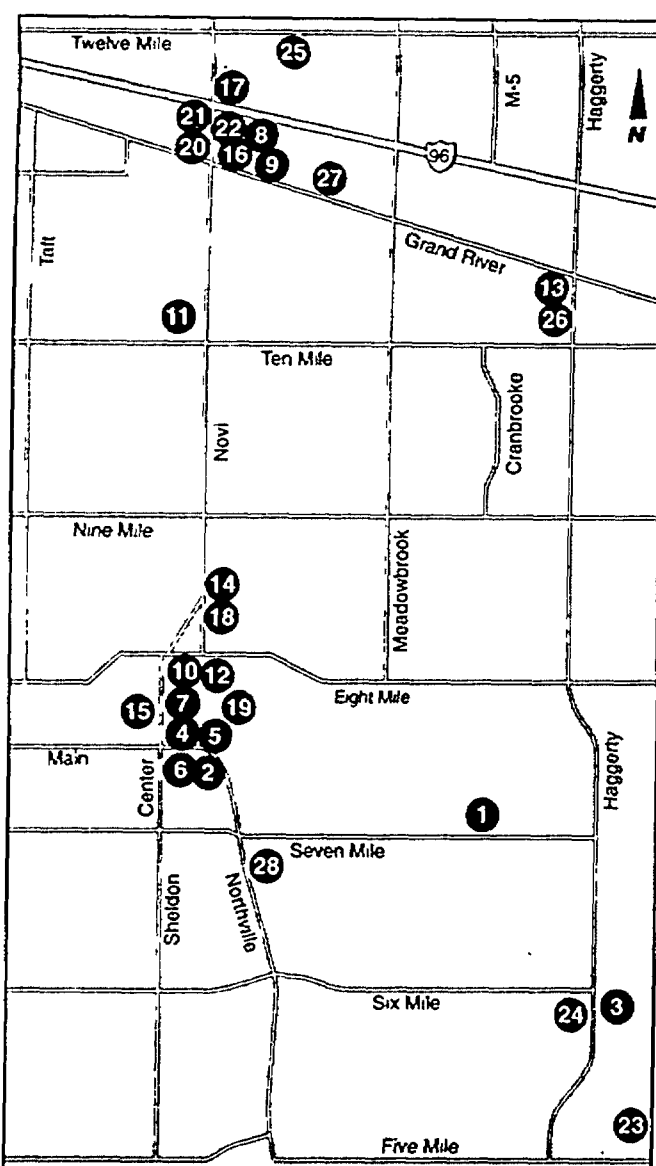 Twelve Mile
25
17
M-5
Haggerty
N
21
22
8
96
20
16
9
27
Taft
Grand River
13
11
26
Ten Mile
Novi
Cranbrooke
Nine Mile
Meadowbrook
14
18
10
12
7
19
15
Eight Mile
4
5
Main
6
2
Center
Haggerty
1
Seven Mile
28
Sheldon
Northville
Six Mile
24
3
23
Five Mile